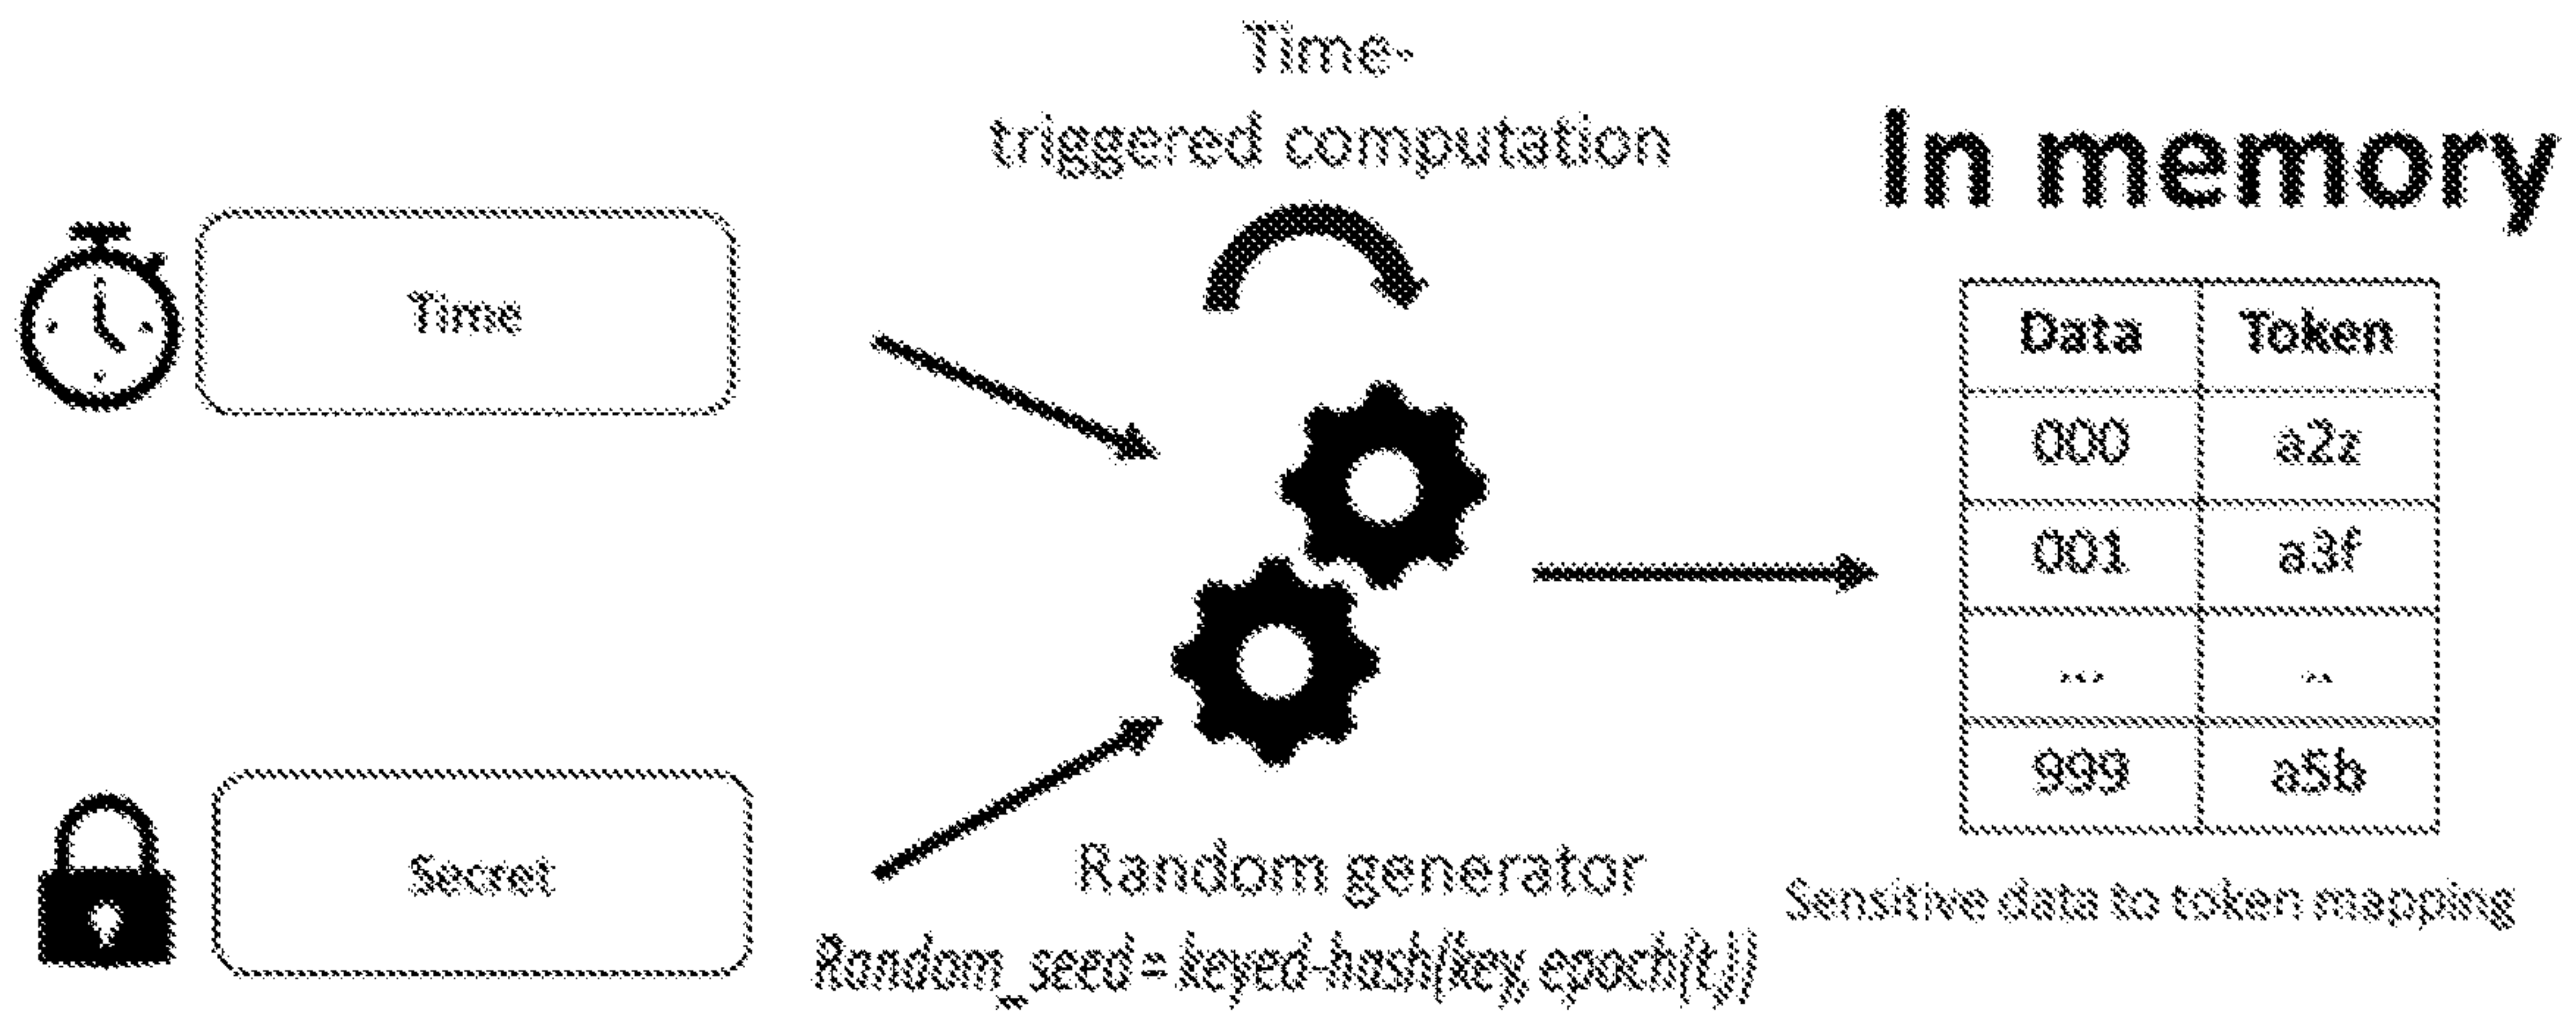 Time-
triggered computation
In memory
Time
Data Token
000 a2z
001 a3f
... ..
999 a5b
Secret
Random generator
Sensitive data to token mapping
Random_seed = keyed-hash(key, epoch(t_i))